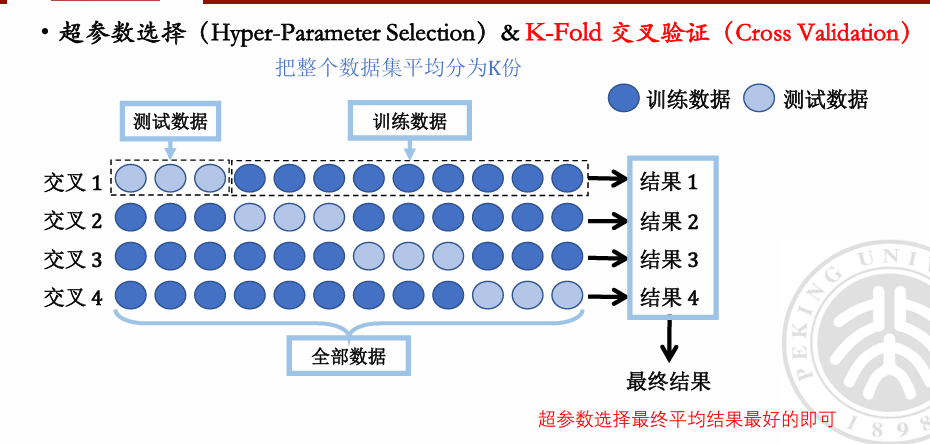 • 超参数选择（Hyper-Parameter Selection）& K-Fold 交叉验证（Cross Validation）
把整个数据集平均分为K份
训练数据 测试数据
测试数据 训练数据
交叉 1 结果 1
交叉 2 结果 2
交叉 3 结果 3
交叉 4 结果 4
全部数据
最终结果
超参数选择最终平均结果最好的即可
PEKING UNI
1898